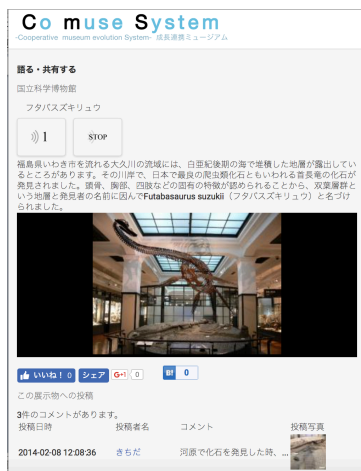 Co muse System
-Cooperative museum evolution System- 成長連携ミュージアム
語る・共有する
国立科学博物館
フタバスズキリュウ
1 STOP
福島県いわき市を流れる大久川の流域には、白亜紀後期の海で堆積した地層が露出してい
るところがあります。その川岸で、日本で最良の爬虫類化石ともいわれる首長竜の化石が
発見されました。頭骨、胸部、四肢などの固有の特徴が認められることから、双葉層群と
いう地層と発見者の名前に因んでFutabasaurus suzukii（フタバスズキリュウ）と名づけ
られました。
いいね！ 0 シェア G+1 0 B! 0
この展示物への投稿
3件のコメントがあります。
投稿日時 投稿者名 コメント 投稿写真
2014-02-08 12:08:36 きちだ 河原で化石を発見した時、...